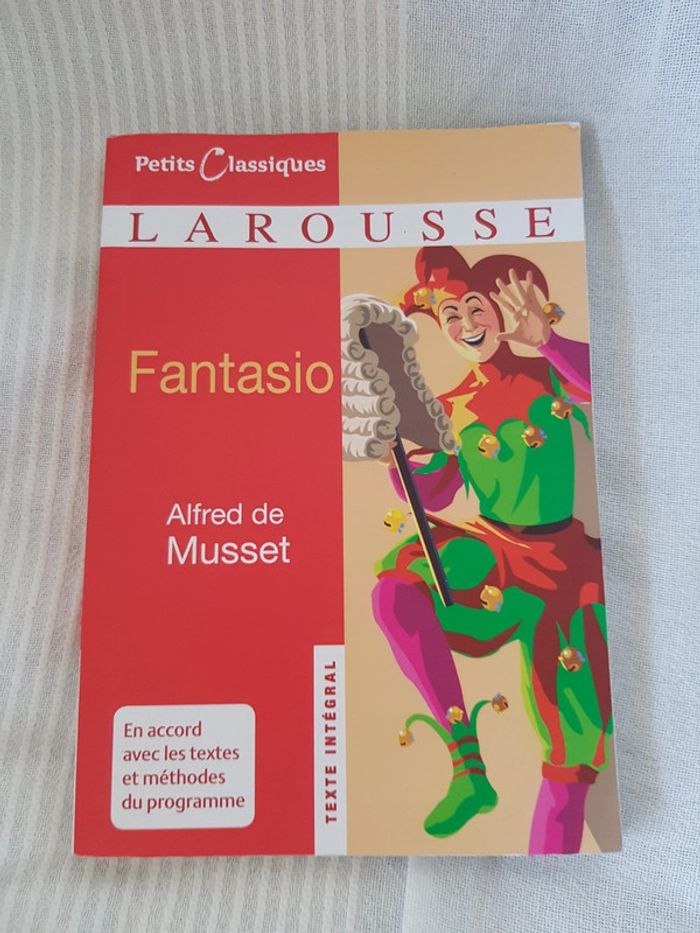 Petits Classiques
LAROUSSE
Fantasio
Alfred de
Musset
TEXTE INTÉGRAL
En accord
avec les textes
et méthodes
du programme